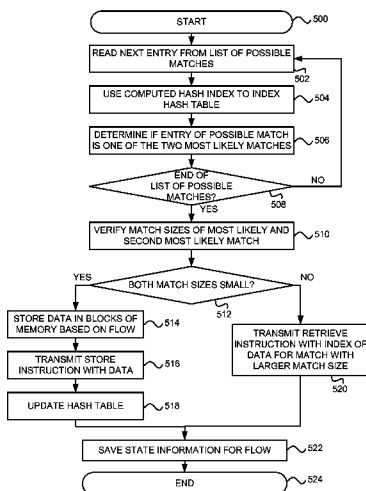 START
500
READ NEXT ENTRY FROM LIST OF POSSIBLE
MATCHES
502
USE COMPUTED HASH INDEX TO INDEX
HASH TABLE
504
DETERMINE IF ENTRY OF POSSIBLE MATCH
IS ONE OF THE TWO MOST LIKELY MATCHES
506
END OF
LIST OF POSSIBLE
MATCHES?
NO
508
YES
VERIFY MATCH SIZES OF MOST LIKELY AND
SECOND MOST LIKELY MATCH
510
YES
BOTH MATCH SIZES SMALL?
NO
512
STORE DATA IN BLOCKS OF
MEMORY BASED ON FLOW
514
TRANSMIT STORE
INSTRUCTION WITH DATA
516
UPDATE HASH TABLE
518
TRANSMIT RETRIEVE
INSTRUCTION WITH INDEX OF
DATA FOR MATCH WITH
LARGER MATCH SIZE
520
SAVE STATE INFORMATION FOR FLOW
522
END
524